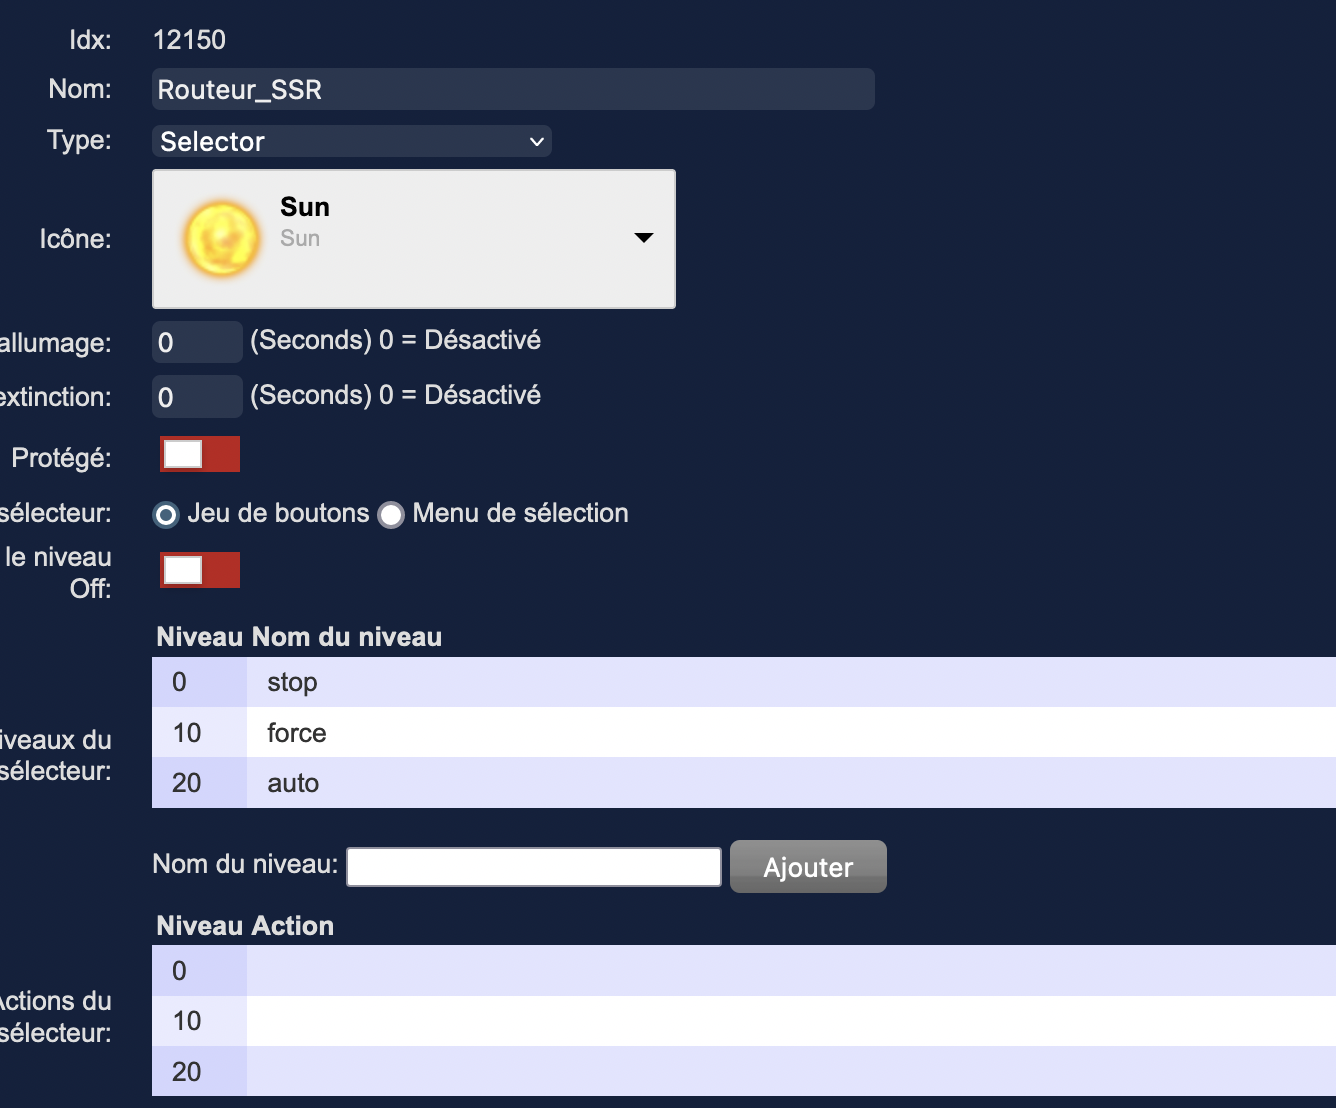 Idx: 12150
Nom: Routeur_SSR
Type: Selector
Icône: Sun
Sun
allumage: 0 (Seconds) 0 = Désactivé
extinction: 0 (Seconds) 0 = Désactivé
Protégé:
sélecteur: Jeu de boutons Menu de sélection
le niveau
Off:
Niveau Nom du niveau
0 stop
10 force
20 auto
iveaux du
sélecteur:
Nom du niveau: Ajouter
Niveau Action
0
10
20
Actions du
sélecteur: